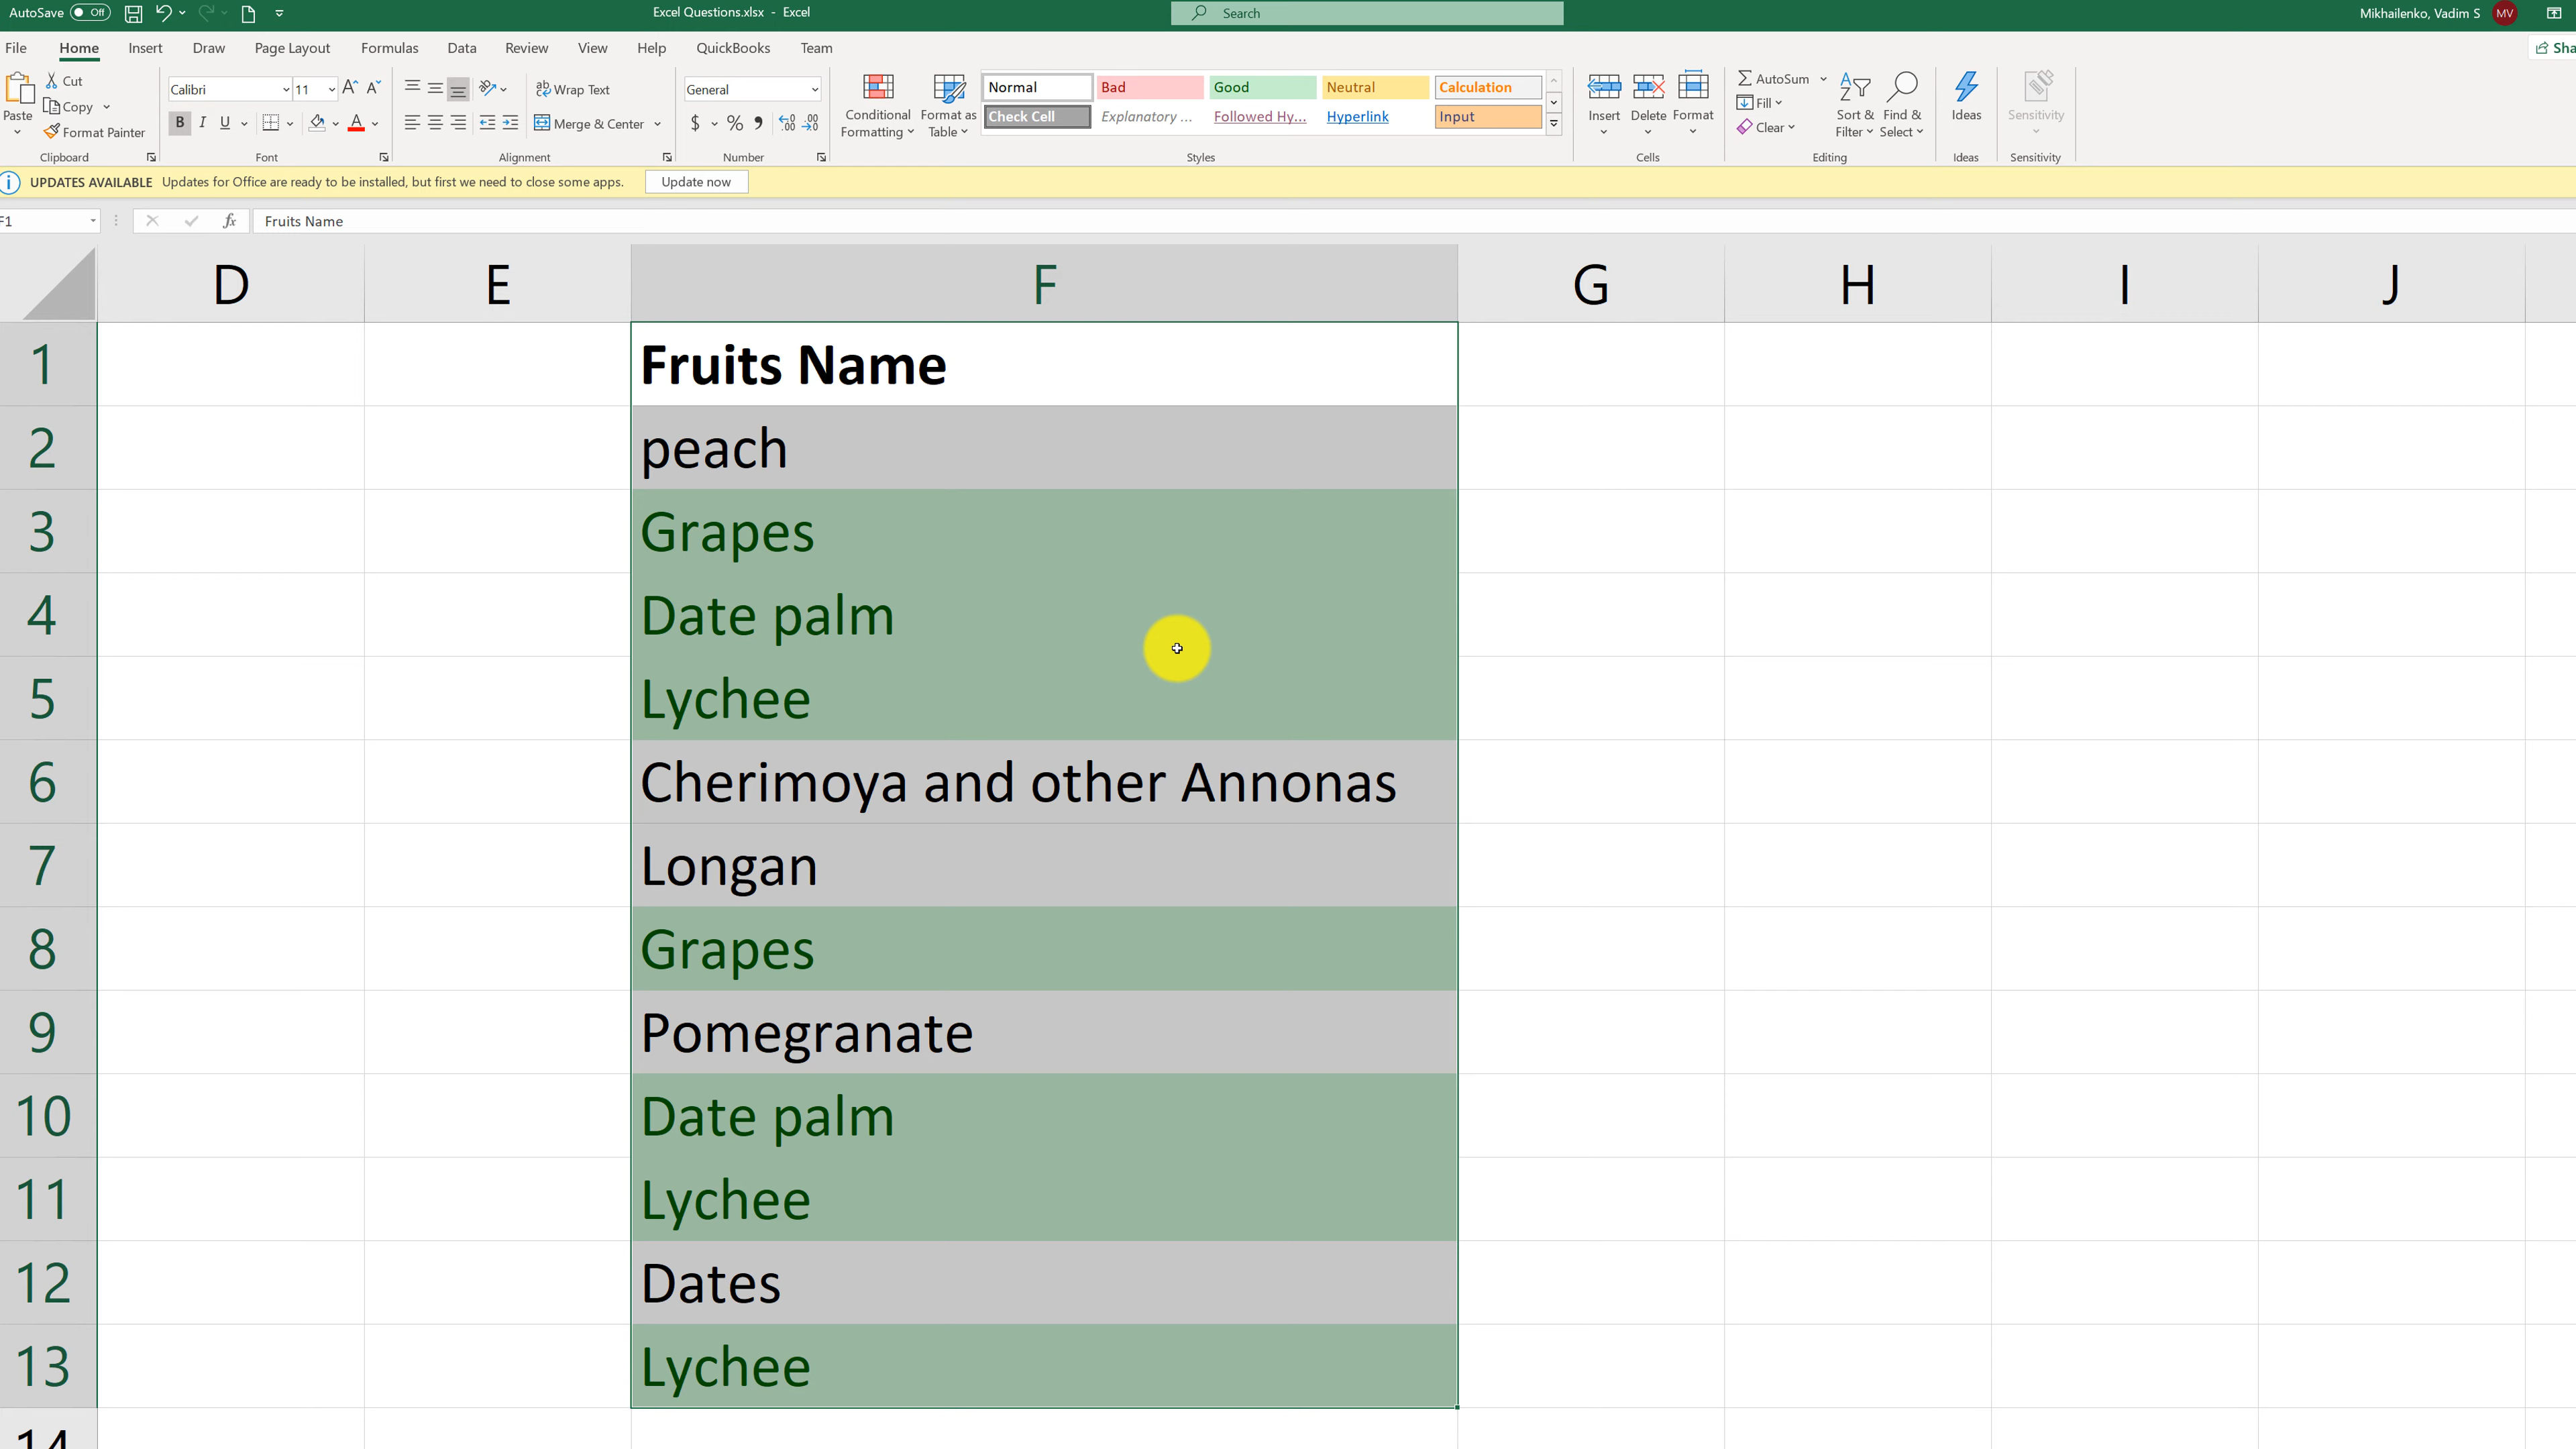 AutoSave Off Excel Questions.xlsx - Excel Search Mikhailenko, Vadim S MV
File Home Insert Draw Page Layout Formulas Data Review View Help QuickBooks Team Sha
Paste
Cut
Copy
Format Painter
Clipboard
Calibri 11
B I U A
Font
ab Wrap Text
Merge & Center
Alignment
General
$ % 9 .00 .00
Number
Conditional Formatting
Format as Table
Normal Bad Good Neutral Calculation
Check Cell Explanatory ... Followed Hy... Hyperlink Input
Styles
Insert Delete Format
Cells
AutoSum
Fill
Clear
Sort & Filter
Find & Select
Editing
Ideas
Ideas
Sensitivity
Sensitivity
UPDATES AVAILABLE Updates for Office are ready to be installed, but first we need to close some apps. Update now
F1 fx Fruits Name
D E F G H I J
1 Fruits Name
2 peach
3 Grapes
4 Date palm
5 Lychee
6 Cherimoya and other Annonas
7 Longan
8 Grapes
9 Pomegranate
10 Date palm
11 Lychee
12 Dates
13 Lychee
14